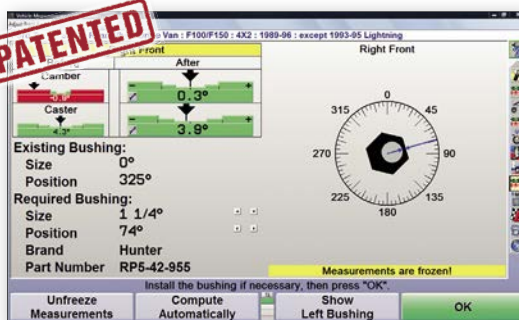 PATENTED
Van : F100/F150 : 4X2 : 1989-96 : except 1993-95 Lightning
Front
After
Right Front
Camber
-0.6°
0.3°
Caster
4.3°
3.9°
Existing Bushing:
Size 0°
Position 325°
Required Bushing:
Size 1 1/4°
Position 74°
Brand Hunter
Part Number RP5-42-955
0
45
90
135
180
225
270
315
Measurements are frozen!
Install the bushing if necessary, then press "OK".
Unfreeze Measurements
Compute Automatically
Show Left Bushing
OK